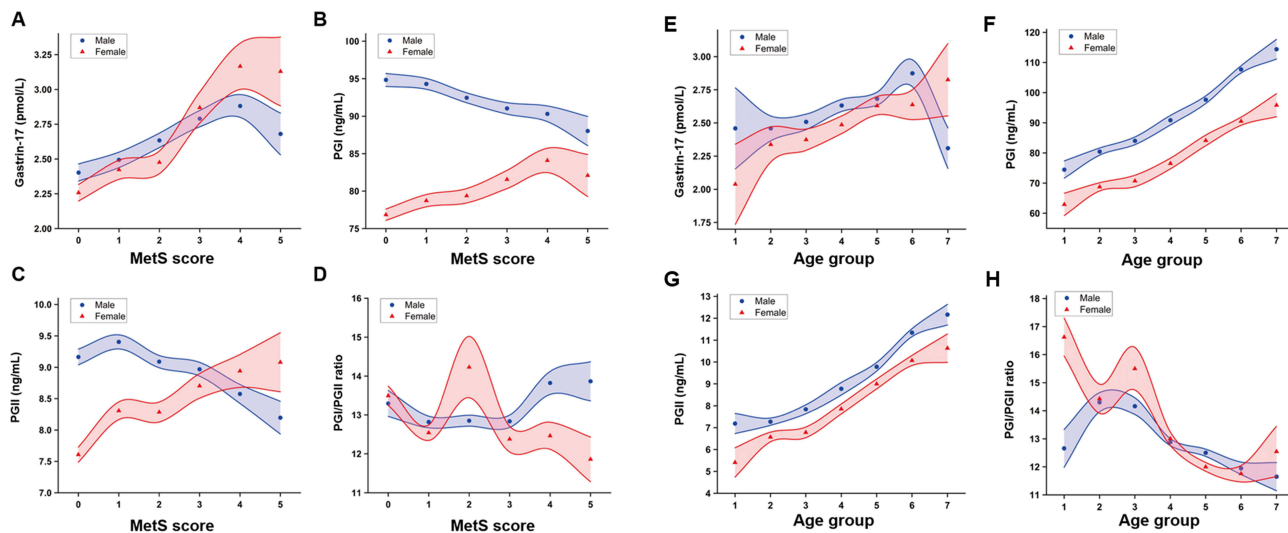 A
Male
Female
Gastrin-17 (pmol/L)
3.25
3.00
2.75
2.50
2.25
2.00
0 1 2 3 4 5
MetS score
B
Male
Female
PGI (ng/mL)
100
95
90
85
80
75
0 1 2 3 4 5
MetS score
E
Male
Female
Gastrin-17 (pmol/L)
3.00
2.75
2.50
2.25
2.00
1.75
1 2 3 4 5 6 7
Age group
F
Male
Female
PGI (ng/mL)
120
110
100
90
80
70
60
1 2 3 4 5 6 7
Age group
C
Male
Female
PGII (ng/mL)
10.0
9.5
9.0
8.5
8.0
7.5
7.0
0 1 2 3 4 5
MetS score
D
Male
Female
PGI/PGII ratio
16
15
14
13
12
11
0 1 2 3 4 5
MetS score
G
Male
Female
PGII (ng/mL)
13
12
11
10
9
8
7
6
5
4
1 2 3 4 5 6 7
Age group
H
Male
Female
PGI/PGII ratio
18
17
16
15
14
13
12
11
1 2 3 4 5 6 7
Age group